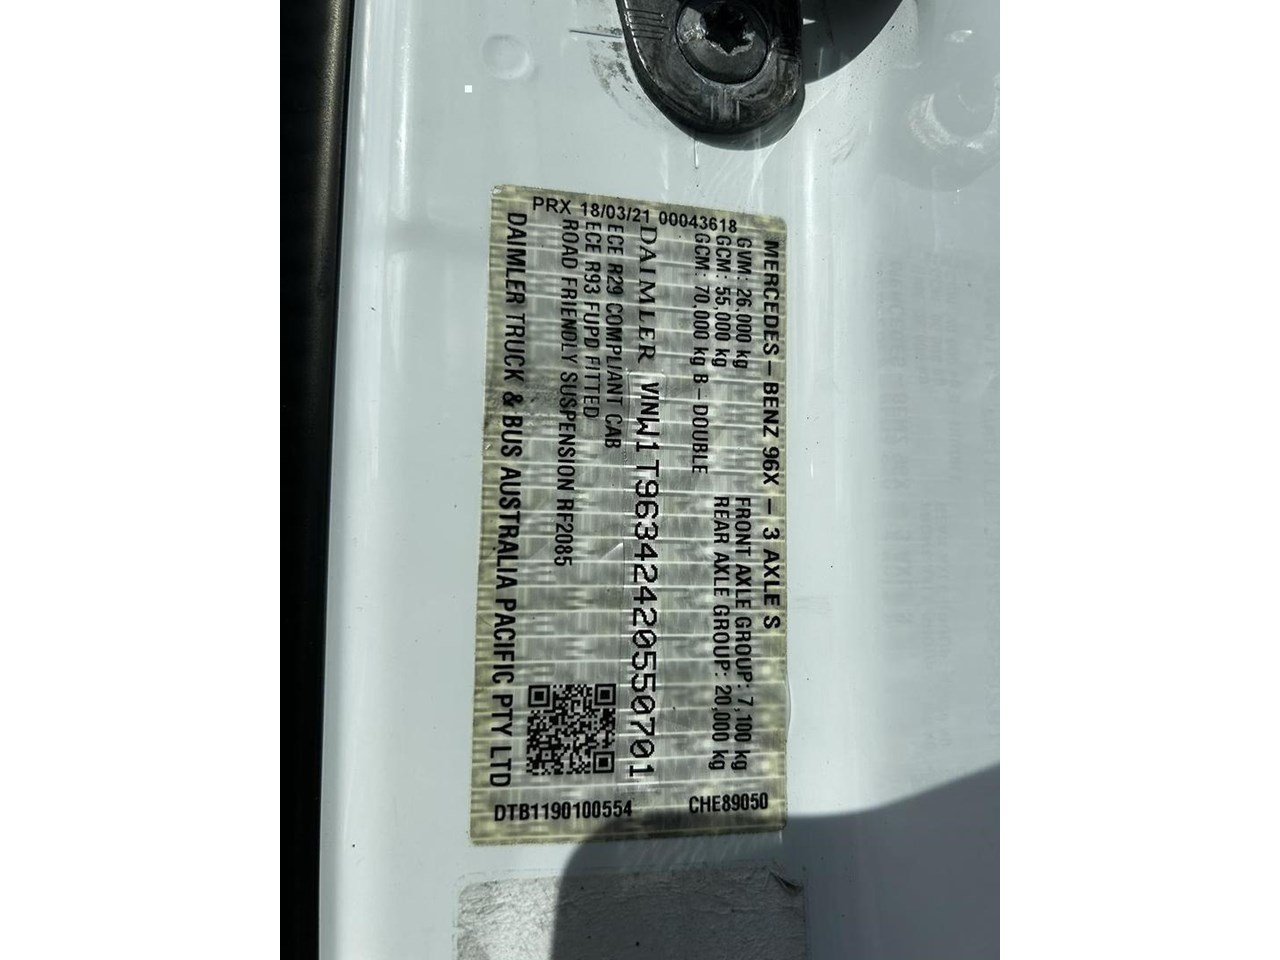 PRX 18/03/21 00043618
MERCEDES-BENZ 96X - 3 AXLE S
GVM: 26,000 kg FRONT AXLE GROUP: 7,100 kg
GCM: 55,000 kg REAR AXLE GROUP: 20,000 kg
GCM: 70,000 kg B-DOUBLE
DAIMLER W1T96342420550701
ECE R29 COMPLIANT CAB
ECE R93 FUPD FITTED
ROAD FRIENDLY SUSPENSION RF2085
DAIMLER TRUCK & BUS AUSTRALIA PACIFIC PTY LTD
DTB1190100554 CHE89050